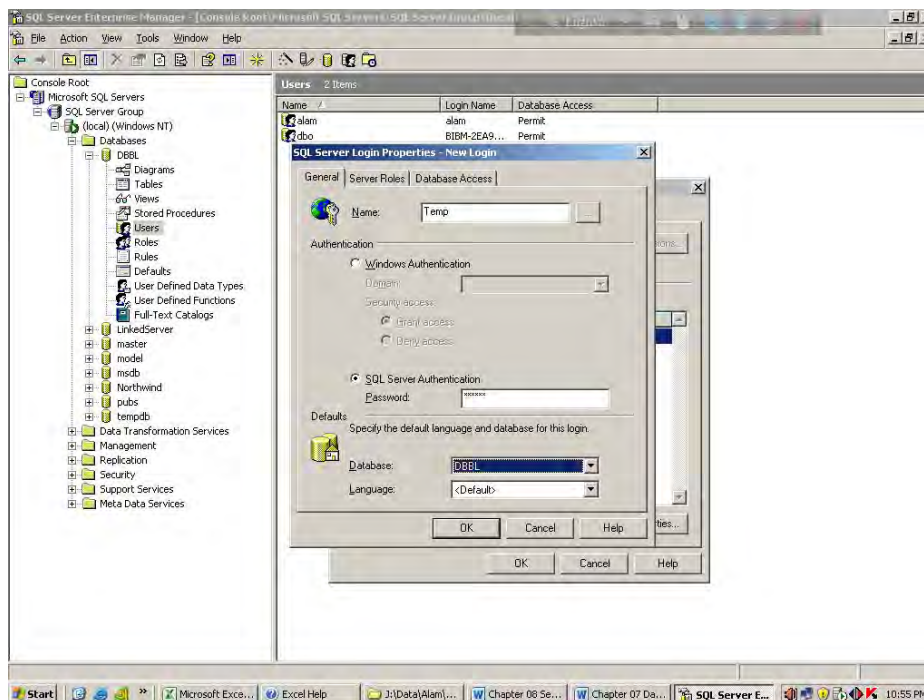 SQL Server Enterprise Manager - [Console Root\Microsoft SQL Servers\SQL Server Group\(local)
File Action View Tools Window Help
Console Root
Microsoft SQL Servers
SQL Server Group
(local) (Windows NT)
Databases
DBBL
Diagrams
Tables
Views
Stored Procedures
Users
Roles
Rules
Defaults
User Defined Data Types
User Defined Functions
Full-Text Catalogs
LinkedServer
master
model
msdb
Northwind
pubs
tempdb
Data Transformation Services
Management
Replication
Security
Support Services
Meta Data Services
Users 2 Items
Name Login Name Database Access
alam alam Permit
dbo BIBM-2EA9... Permit
SQL Server Login Properties - New Login
General Server Roles Database Access
Name: Temp ...
Authentication
Windows Authentication
Domain:
Security access:
Grant access
Deny access
SQL Server Authentication
Password: ******
Defaults
Specify the default language and database for this login.
Database: DBBL
Language: <Default>
OK Cancel Help
ions...
ties...
OK Cancel Help
Start » Microsoft Exce... Excel Help J:\Data\Alam\... Chapter 08 Se... Chapter 07 Da... SQL Server E... 10:55 PM